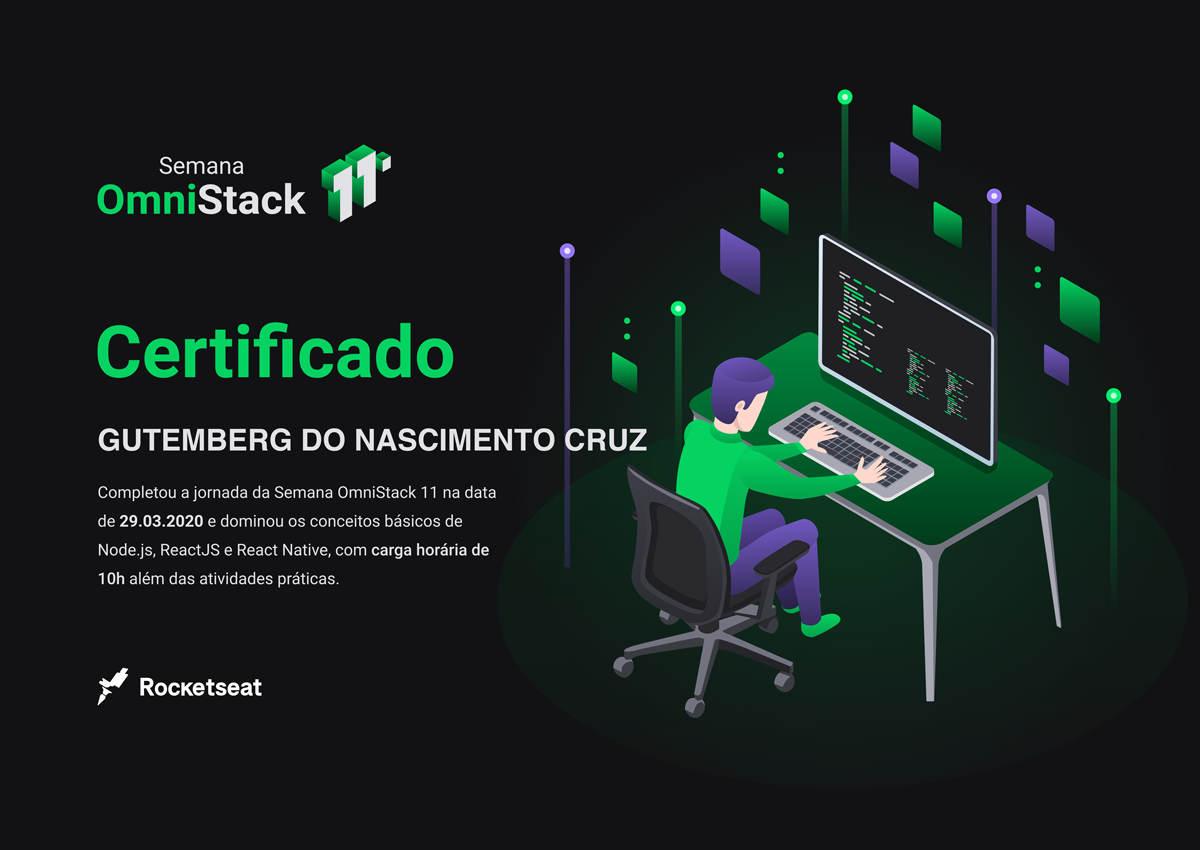 Semana
OmniStack 11
Certificado
GUTEMBERG DO NASCIMENTO CRUZ
Completou a jornada da Semana OmniStack 11 na data
de 29.03.2020 e dominou os conceitos básicos de
Node.js, ReactJS e React Native, com carga horária de
10h além das atividades práticas.
Rocketseat